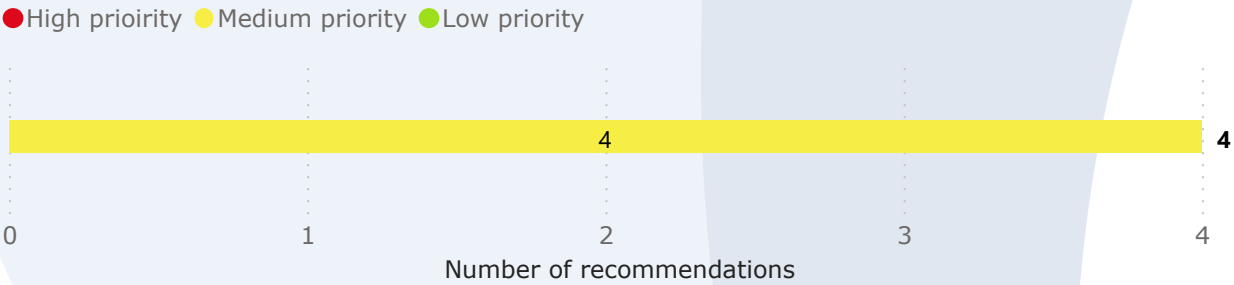 High prioirity Medium priority Low priority
4 4
0 1 2 3 4
Number of recommendations